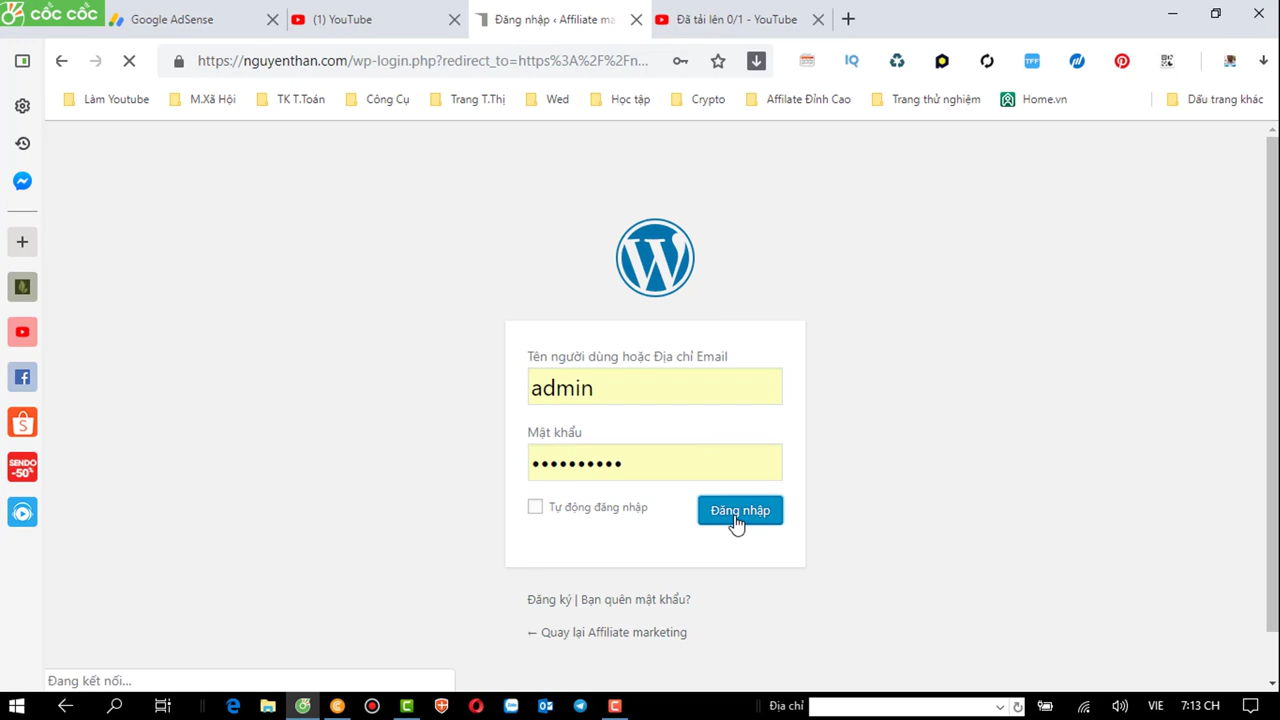 cốc cốc
Google AdSense
(1) YouTube
Đăng nhập ‹ Affiliate ma
Đã tải lên 0/1 - YouTube
https://nguyenthan.com/wp-login.php?redirect_to=https%3A%2F%2Fn...
IQ
TFF
Làm Youtube
M.Xã Hội
TK T.Toán
Công Cụ
Trang T.Thị
Wed
Học tập
Crypto
Affilate Đỉnh Cao
Trang thử nghiệm
Home.vn
Dấu trang khác
SENDO
-50%
Tên người dùng hoặc Địa chỉ Email
admin
Mật khẩu
••••••••••
Tự động đăng nhập
Đăng nhập
Đăng ký | Bạn quên mật khẩu?
← Quay lại Affiliate marketing
Đang kết nối...
Địa chỉ
VIE
7:13 CH